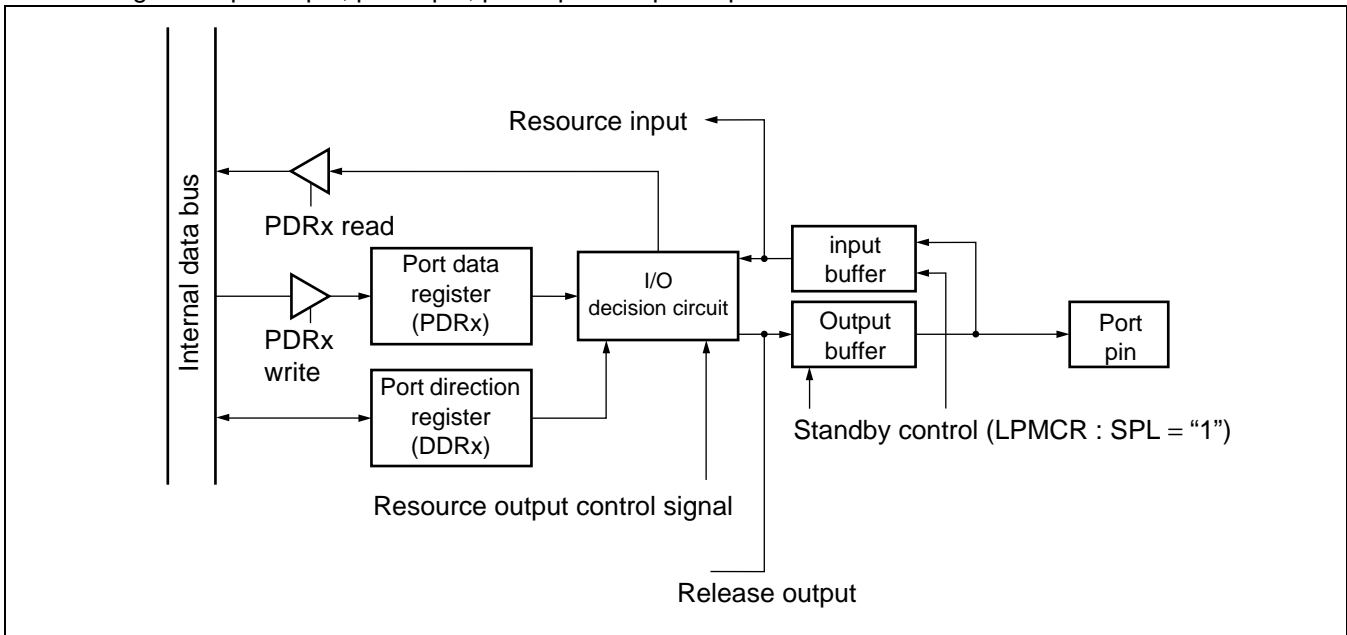 Resource input
Internal data bus
PDRx read
Port data
register
(PDRx)
I/O
decision circuit
input
buffer
Output
buffer
Port
pin
PDRx
write
Port direction
register
(DDRx)
Standby control (LPMCR : SPL = “1”)
Resource output control signal
Release output